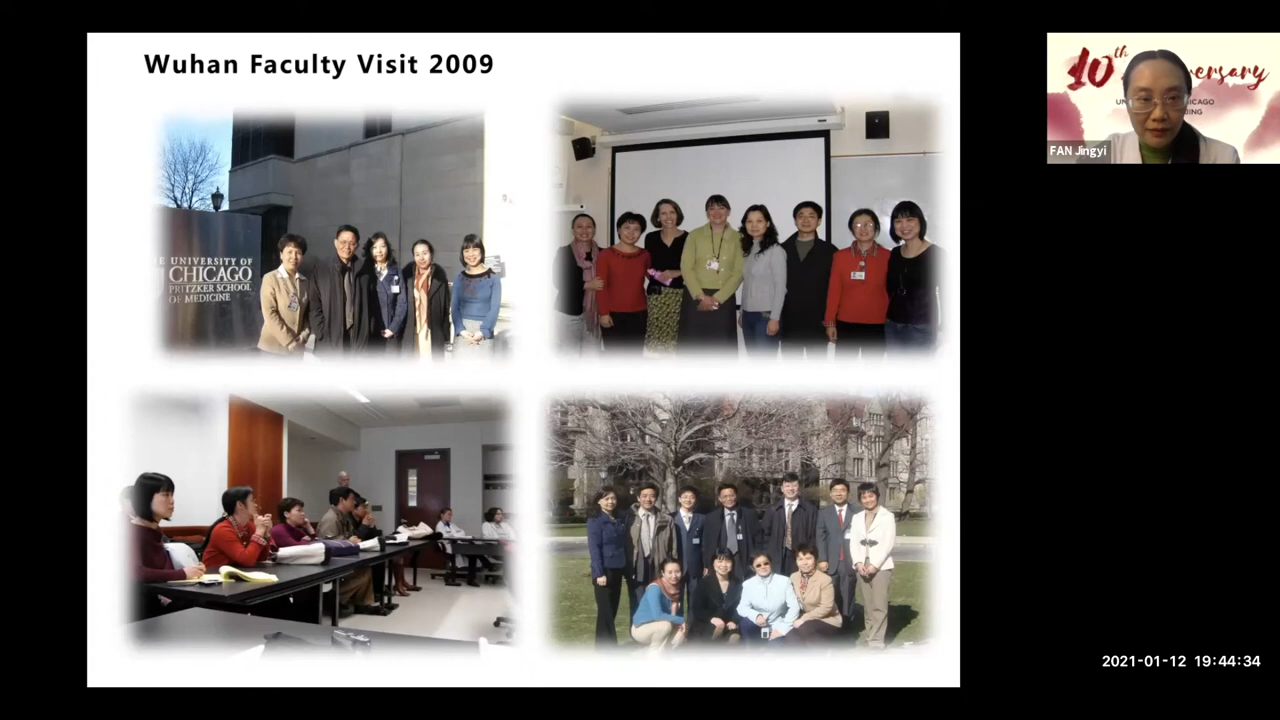 Wuhan Faculty Visit 2009
UNIVERSITY OF
CHICAGO
PRITZKER SCHOOL
OF MEDICINE
10th
FAN Jingyi
2021-01-12 19:44:34